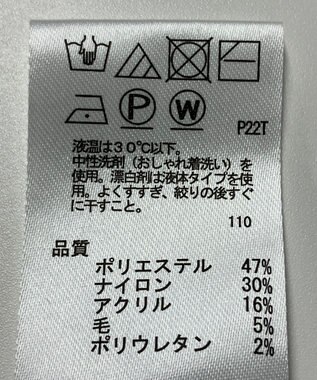 P W
P22T
液温は30℃以下。
中性洗剤（おしゃれ着洗い）を
使用。漂白剤は液体タイプを使
用。よくすすぎ、絞りの後すぐ
に干すこと。
110
品質
ポリエステル 47%
ナイロン 30%
アクリル 16%
毛 5%
ポリウレタン 2%